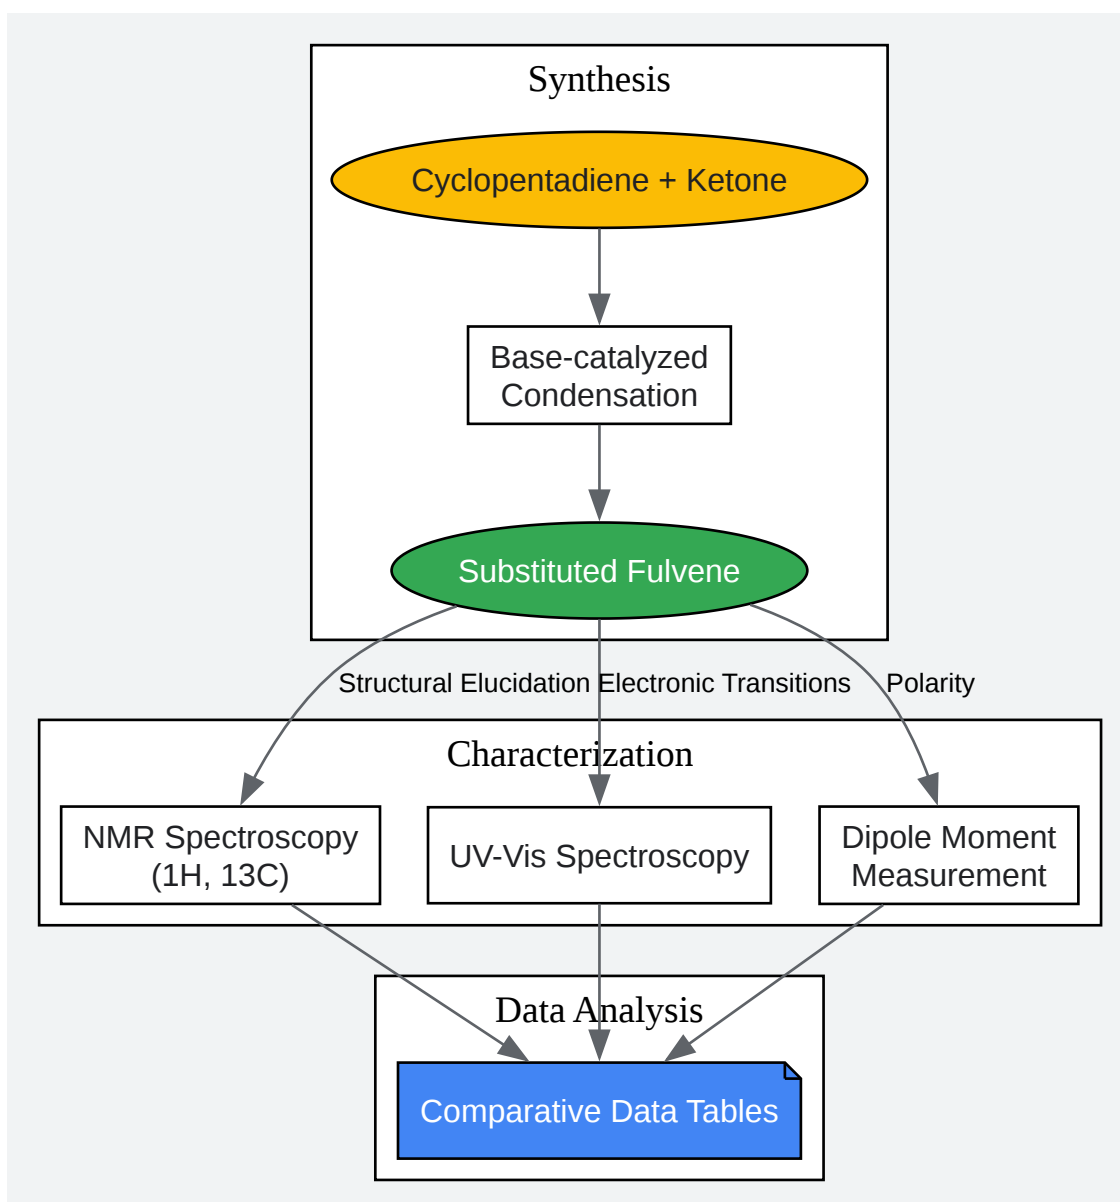 Synthesis
Cyclopentadiene + Ketone
Base-catalyzed
Condensation
Substituted Fulvene
Structural Elucidation
Electronic Transitions
Polarity
Characterization
NMR Spectroscopy
(1H, 13C)
UV-Vis Spectroscopy
Dipole Moment
Measurement
Data Analysis
Comparative Data Tables